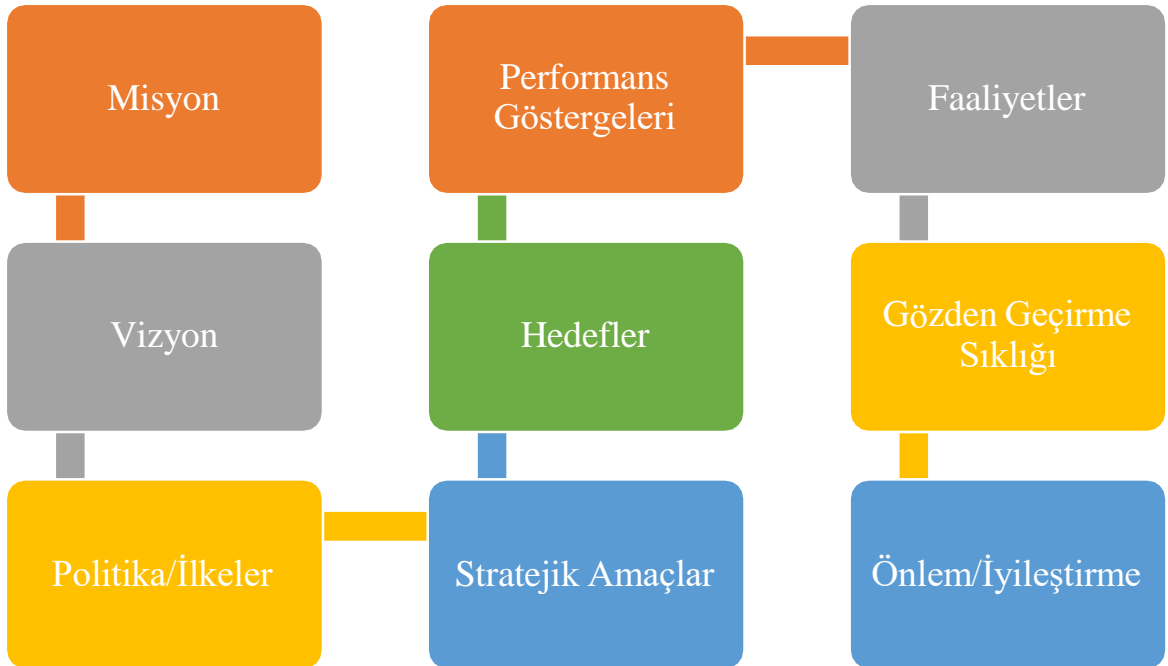 Misyon
Vizyon
Politika/İlkeler
Stratejik Amaçlar
Hedefler
Performans
Göstergeleri
Faaliyetler
Gözden Geçirme
Sıklığı
Önlem/İyileştirme